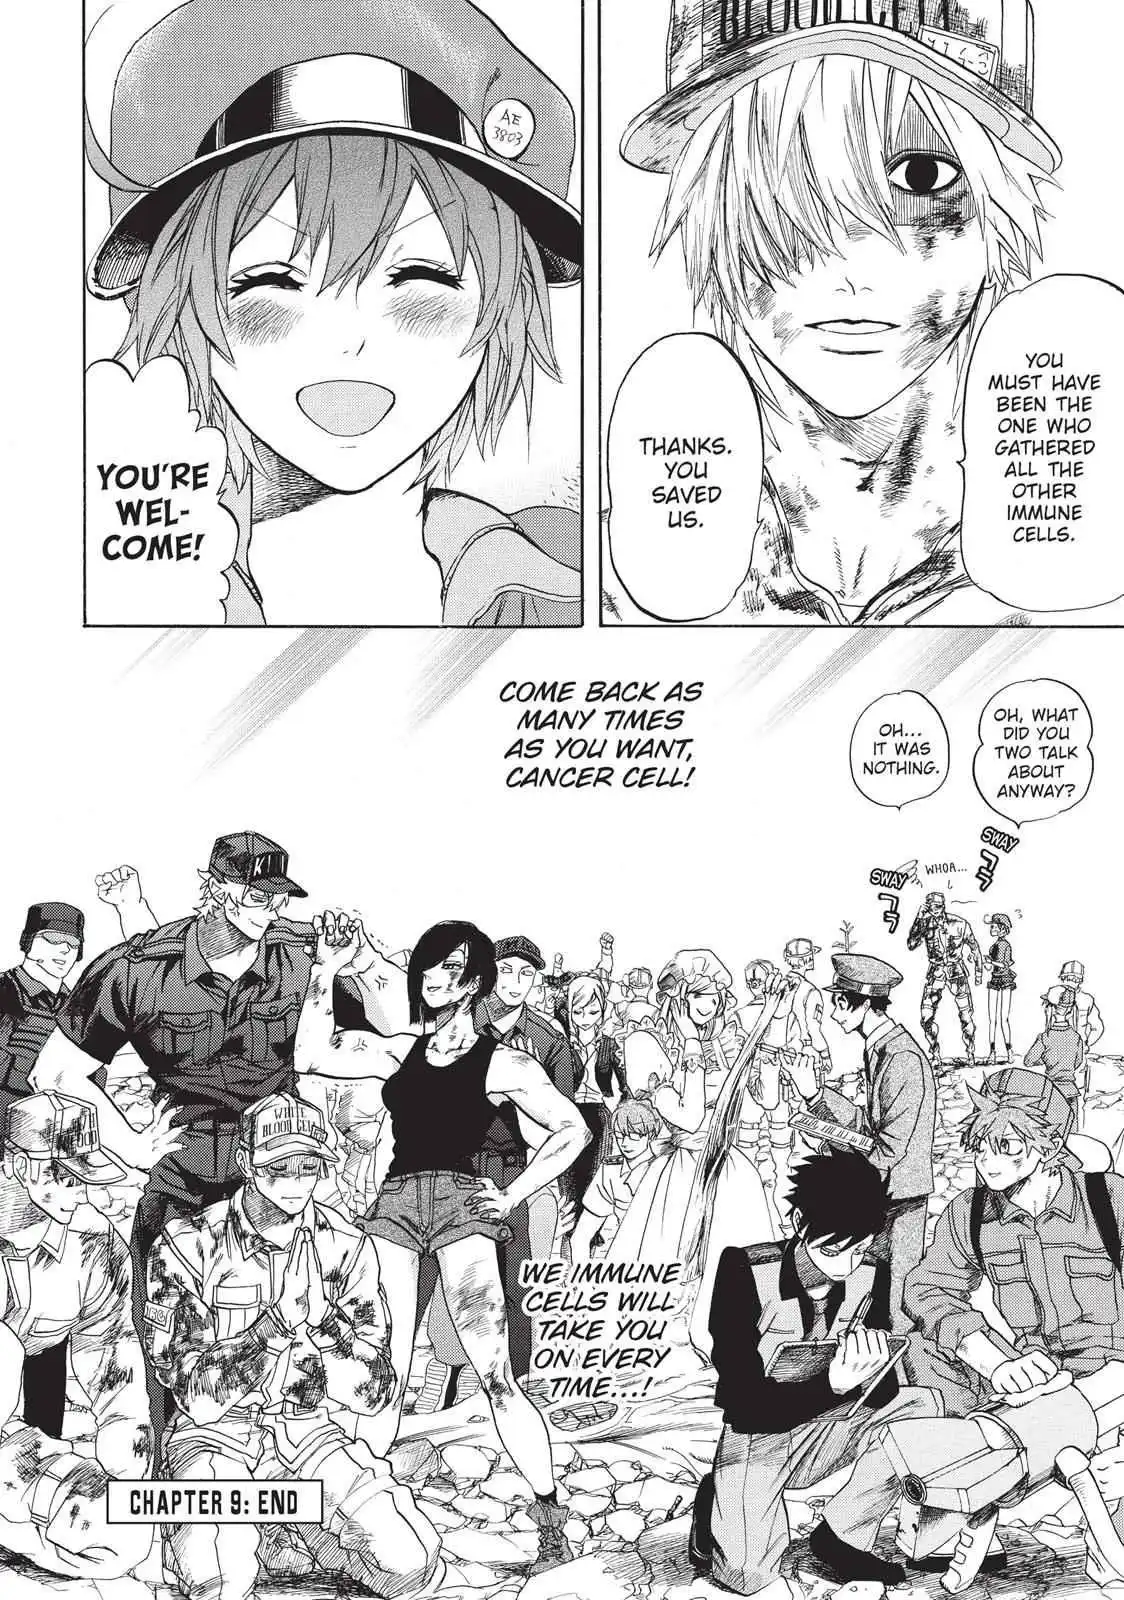 BLOOD CELL
YOU
MUST HAVE
BEEN THE
ONE WHO
GATHERED
ALL THE
OTHER
IMMUNE
CELLS.
THANKS.
YOU
SAVED
US.
AE
3803
YOU'RE
WEL-
COME!
COME BACK AS
MANY TIMES
AS YOU WANT,
CANCER CELL!
OH, WHAT
DID YOU
TWO TALK
ABOUT
ANYWAY?
OH...
IT WAS
NOTHING.
SWAY
WHOA...
SWAY
K
WHITE
BLOOD CELL
BLOOD
WE IMMUNE
CELLS WILL
TAKE YOU
ON EVERY
TIME...!
CHAPTER 9: END